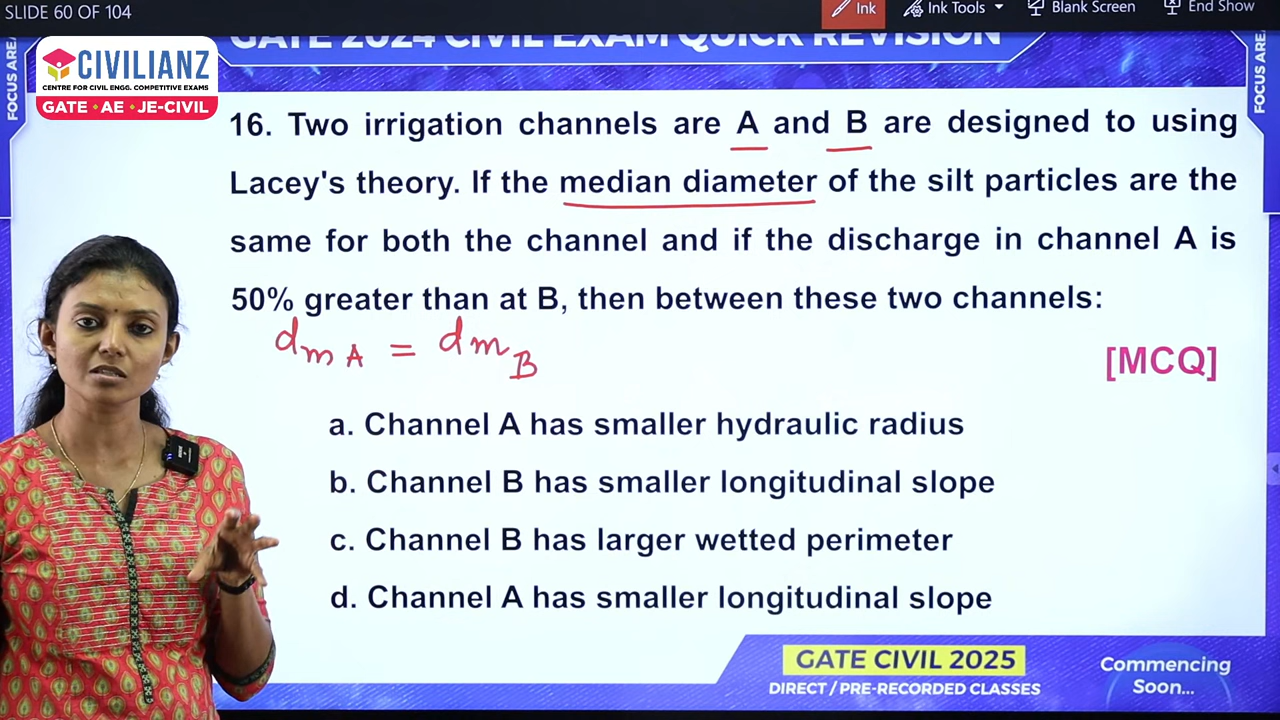 SLIDE 60 OF 104
Ink
Ink Tools
Blank Screen
End Show
GATE 2024 CIVIL EXAM QUICK REVISION
CIVILIANZ
CENTRE FOR CIVIL ENGG. COMPETITIVE EXAMS
GATE • AE • JE-CIVIL
FOCUS AREA
FOCUS AREA
16. Two irrigation channels are A and B are designed to using
Lacey's theory. If the median diameter of the silt particles are the
same for both the channel and if the discharge in channel A is
50% greater than at B, then between these two channels:
dmA = dmB
[MCQ]
a. Channel A has smaller hydraulic radius
b. Channel B has smaller longitudinal slope
c. Channel B has larger wetted perimeter
d. Channel A has smaller longitudinal slope
GATE CIVIL 2025
DIRECT / PRE-RECORDED CLASSES
Commencing
Soon...